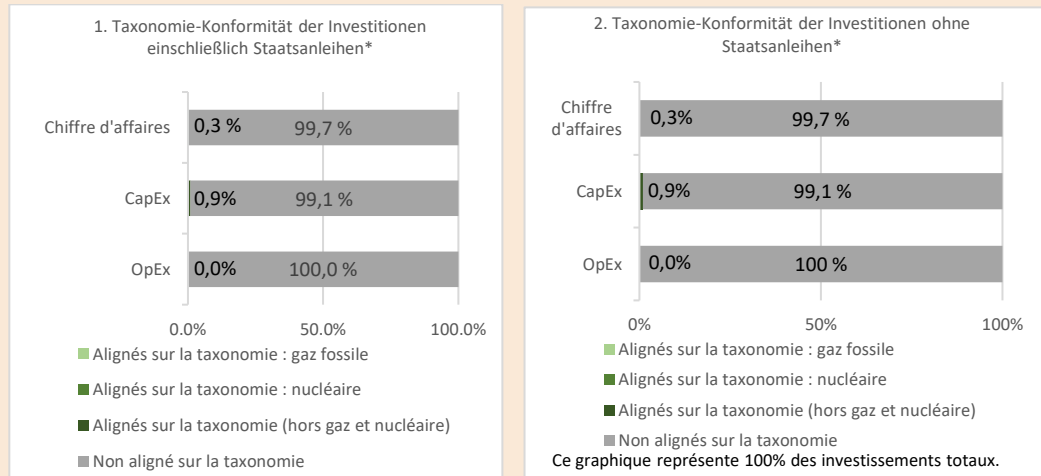 1. Taxonomie-Konformität der Investitionen
einschließlich Staatsanleihen*
Chiffre d'affaires
0,3 %
99,7 %
CapEx
0,9%
99,1 %
OpEx
0,0%
100,0 %
0.0%
50.0%
100.0%
Alignés sur la taxonomie : gaz fossile
Alignés sur la taxonomie : nucléaire
Alignés sur la taxonomie (hors gaz et nucléaire)
Non aligné sur la taxonomie
2. Taxonomie-Konformität der Investitionen ohne
Staatsanleihen*
Chiffre
d'affaires
0,3%
99,7 %
CapEx
0,9%
99,1 %
OpEx
0,0%
100 %
0%
50%
100%
Alignés sur la taxonomie : gaz fossile
Alignés sur la taxonomie : nucléaire
Alignés sur la taxonomie (hors gaz et nucléaire)
Non alignés sur la taxonomie
Ce graphique représente 100% des investissements totaux.